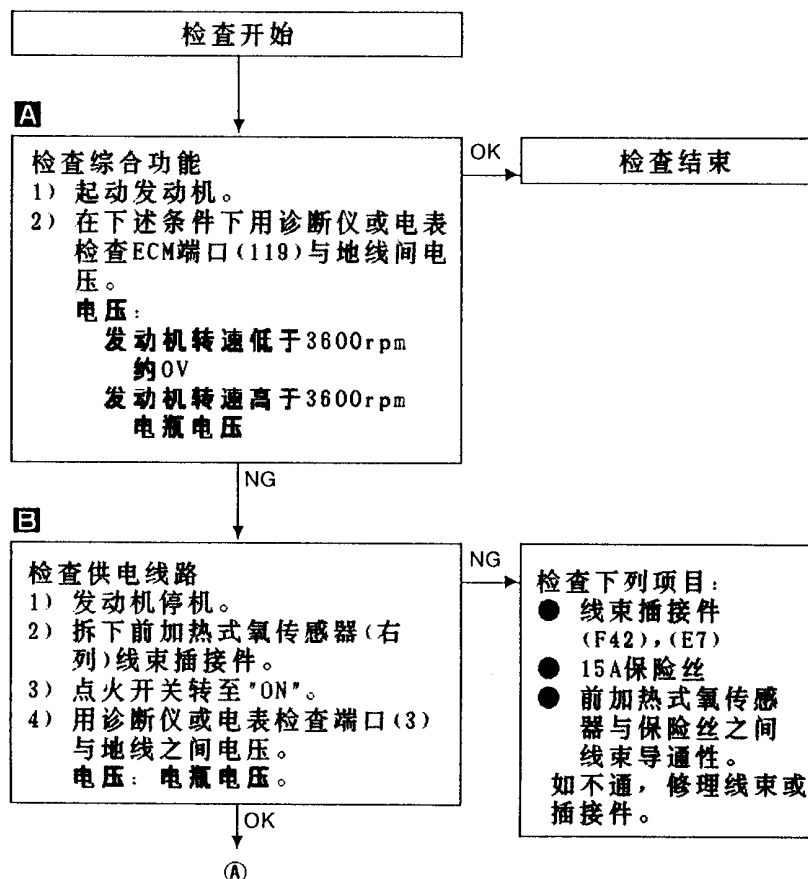 检查开始
A
检查综合功能
1) 起动发动机。
2) 在下述条件下用诊断仪或电表
检查ECM端口(119)与地线间电
压。
电压:
发动机转速低于3600rpm
约0V
发动机转速高于3600rpm
电瓶电压
OK
检查结束
NG
B
检查供电线路
1) 发动机停机。
2) 拆下前加热式氧传感器(右
列)线束插接件。
3) 点火开关转至"ON"。
4) 用诊断仪或电表检查端口(3)
与地线之间电压。
电压: 电瓶电压。
NG
检查下列项目:
● 线束插接件
(F42),(E7)
● 15A保险丝
● 前加热式氧传感
器与保险丝之间
线束导通性。
如不通，修理线束或
插接件。
OK
Ⓐ